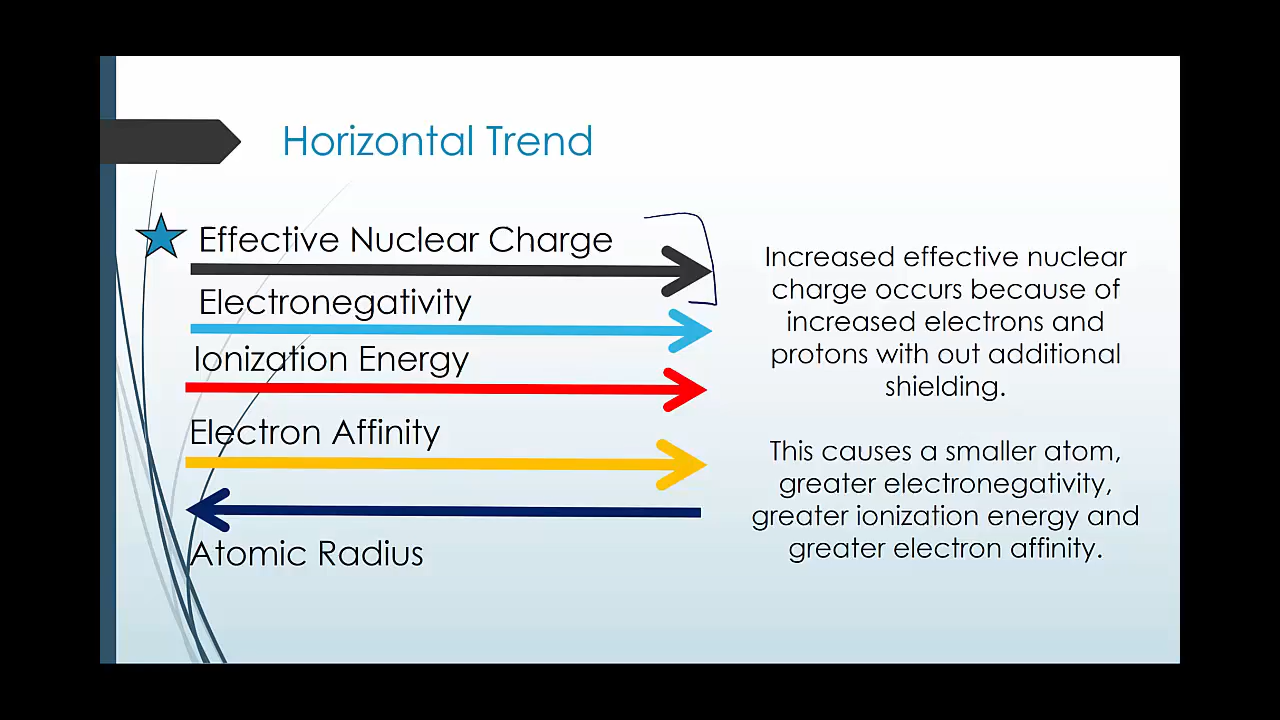 Horizontal Trend
Effective Nuclear Charge
Electronegativity
Ionization Energy
Electron Affinity
Atomic Radius
Increased effective nuclear
charge occurs because of
increased electrons and
protons with out additional
shielding.
This causes a smaller atom,
greater electronegativity,
greater ionization energy and
greater electron affinity.